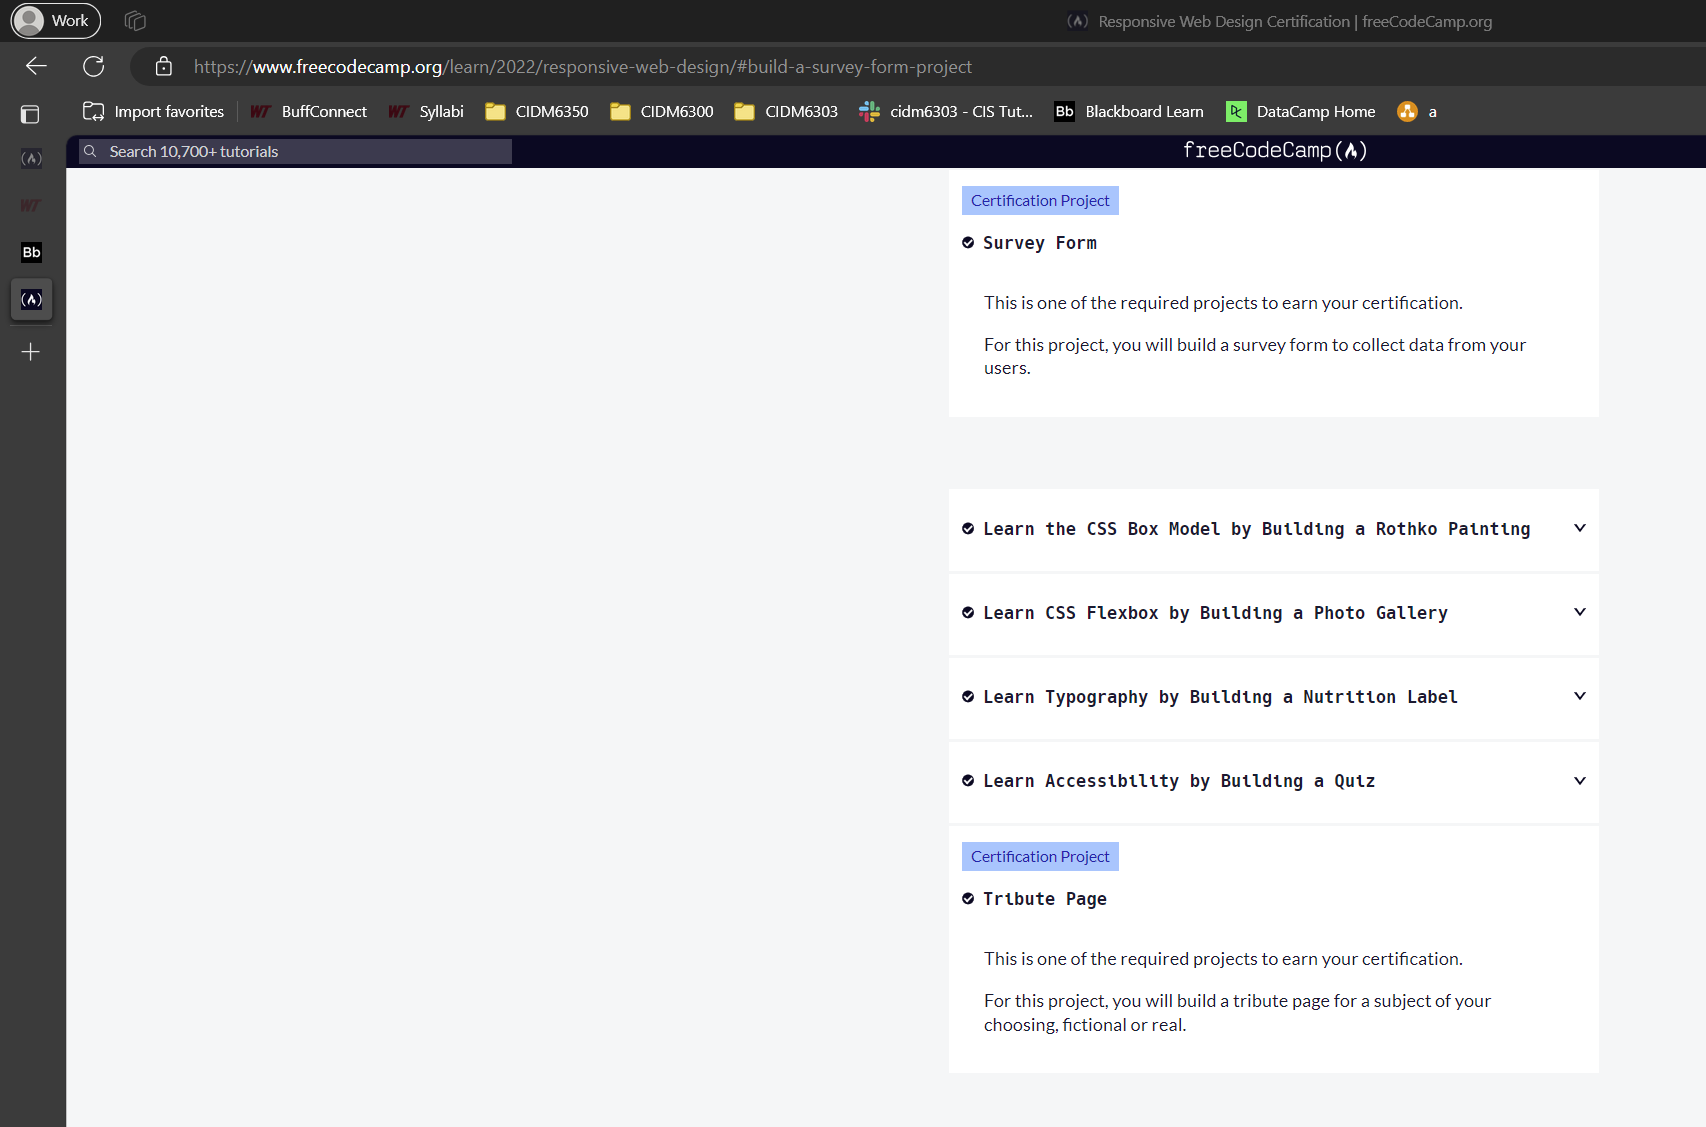 Work
Responsive Web Design Certification | freeCodeCamp.org
https://www.freecodecamp.org/learn/2022/responsive-web-design/#build-a-survey-form-project
Import favorites WT BuffConnect WT Syllabi CIDM6350 CIDM6300 CIDM6303 cidm6303 - CIS Tut... Bb Blackboard Learn DataCamp Home a
Search 10,700+ tutorials
freeCodeCamp(🔥)
WT
Bb
Certification Project
Survey Form
This is one of the required projects to earn your certification.
For this project, you will build a survey form to collect data from your
users.
Learn the CSS Box Model by Building a Rothko Painting
Learn CSS Flexbox by Building a Photo Gallery
Learn Typography by Building a Nutrition Label
Learn Accessibility by Building a Quiz
Certification Project
Tribute Page
This is one of the required projects to earn your certification.
For this project, you will build a tribute page for a subject of your
choosing, fictional or real.